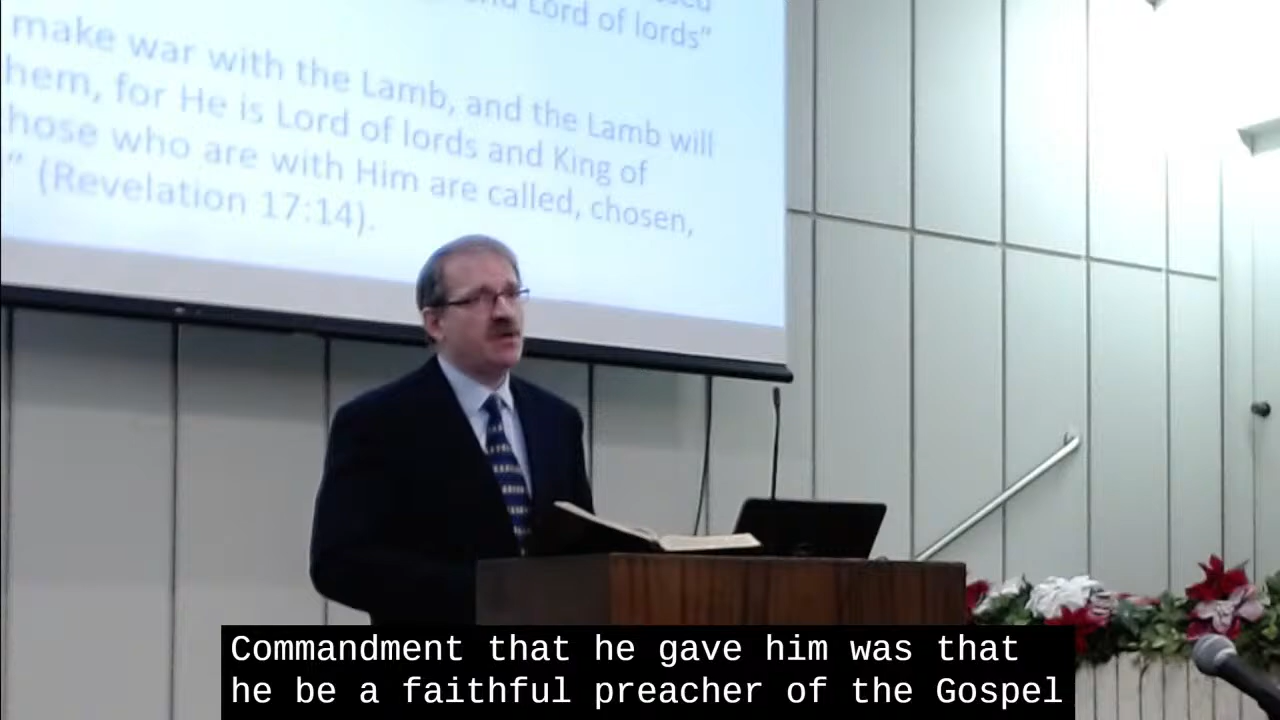 Lord of lords”
make war with the Lamb, and the Lamb will
hem, for He is Lord of lords and King of
hose who are with Him are called, chosen,
” (Revelation 17:14).
Commandment that he gave him was that
he be a faithful preacher of the Gospel